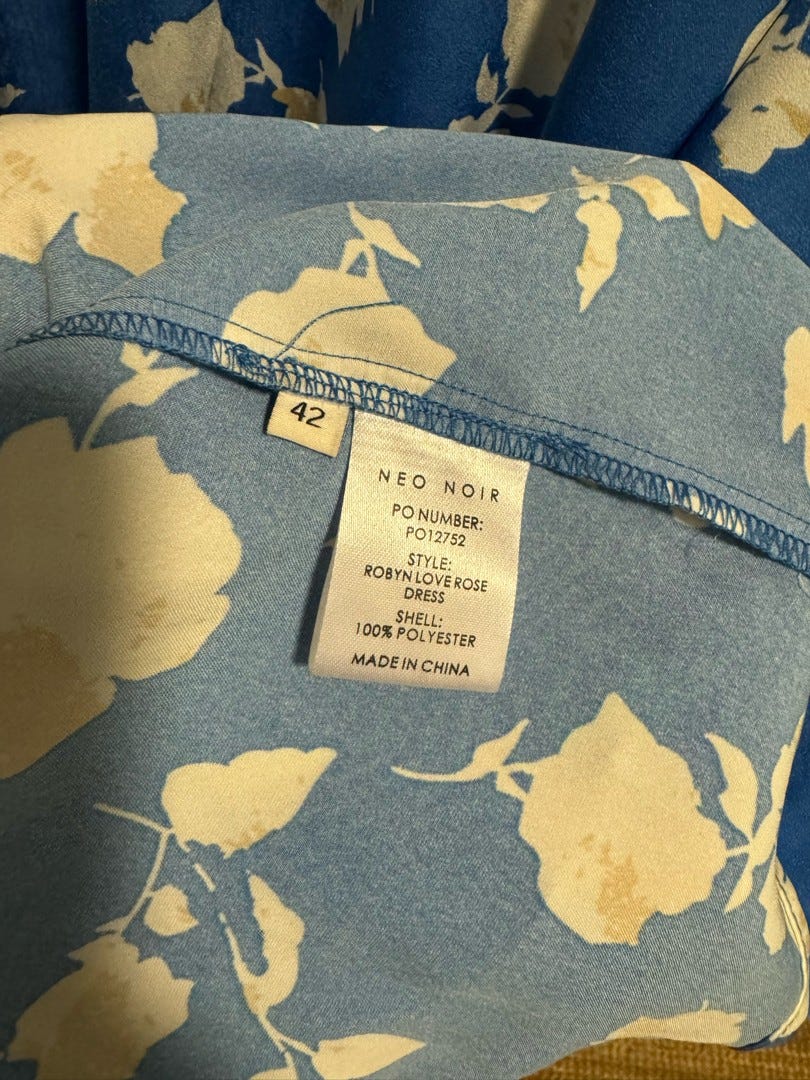 42
NEO NOIR
PO NUMBER:
PO12752
STYLE:
ROBYN LOVE ROSE
DRESS
SHELL:
100% POLYESTER
MADE IN CHINA